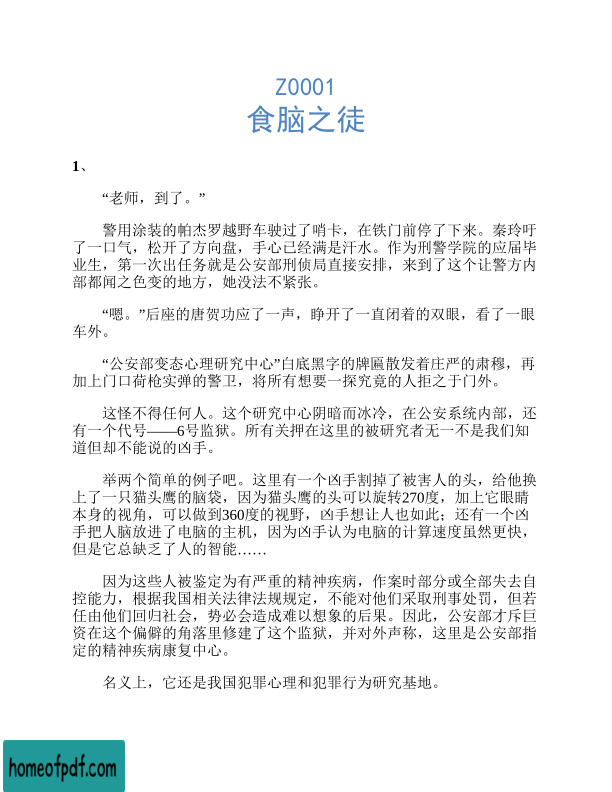 Z0001
食脑之徒
1、
“老师，到了。”
警用涂装的帕杰罗越野车驶过了哨卡，在铁门前停了下来。秦玲吁
了一口气，松开了方向盘，手心已经满是汗水。作为刑警学院的应届毕
业生，第一次出任务就是公安部刑侦局直接安排，来到了这个让警方内
部都闻之色变的地方，她没法不紧张。
“嗯。”后座的唐贺功应了一声，睁开了一直闭着的双眼，看了一眼
车外。
“公安部变态心理研究中心”白底黑字的牌匾散发着庄严的肃穆，再
加上门口荷枪实弹的警卫，将所有想要一探究竟的人拒之于门外。
这怪不得任何人。这个研究中心阴暗而冰冷，在公安系统内部，还
有一个代号——6号监狱。所有关押在这里的被研究者无一不是我们知
道但却不能说的凶手。
举两个简单的例子吧。这里有一个凶手割掉了被害人的头，给他换
上了一只猫头鹰的脑袋，因为猫头鹰的头可以旋转270度，加上它眼睛
本身的视角，可以做到360度的视野，凶手想让人也如此；还有一个凶
手把人脑放进了电脑的主机，因为凶手认为电脑的计算速度虽然更快，
但是它总缺乏了人的智能……
因为这些人被鉴定为有严重的精神疾病，作案时部分或全部失去自
控能力，根据我国相关法律法规规定，不能对他们采取刑事处罚，但若
任由他们回归社会，势必会造成难以想象的后果。因此，公安部才斥巨
资在这个偏僻的角落里修建了这个监狱，并对外声称，这里是公安部指
定的精神疾病康复中心。
名义上，它还是我国犯罪心理和犯罪行为研究基地。
homeofpdf.com